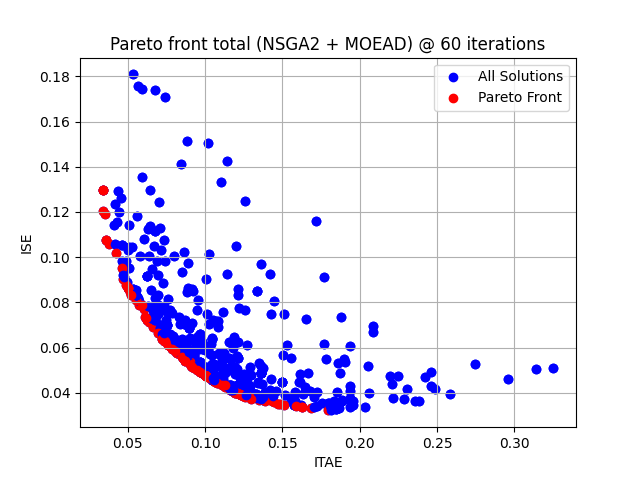 Pareto front total (NSGA2 + MOEAD) @ 60 iterations
All Solutions
Pareto Front
0.18
0.16
0.14
0.12
0.10
0.08
0.06
0.04
ISE
0.05 0.10 0.15 0.20 0.25 0.30
ITAE